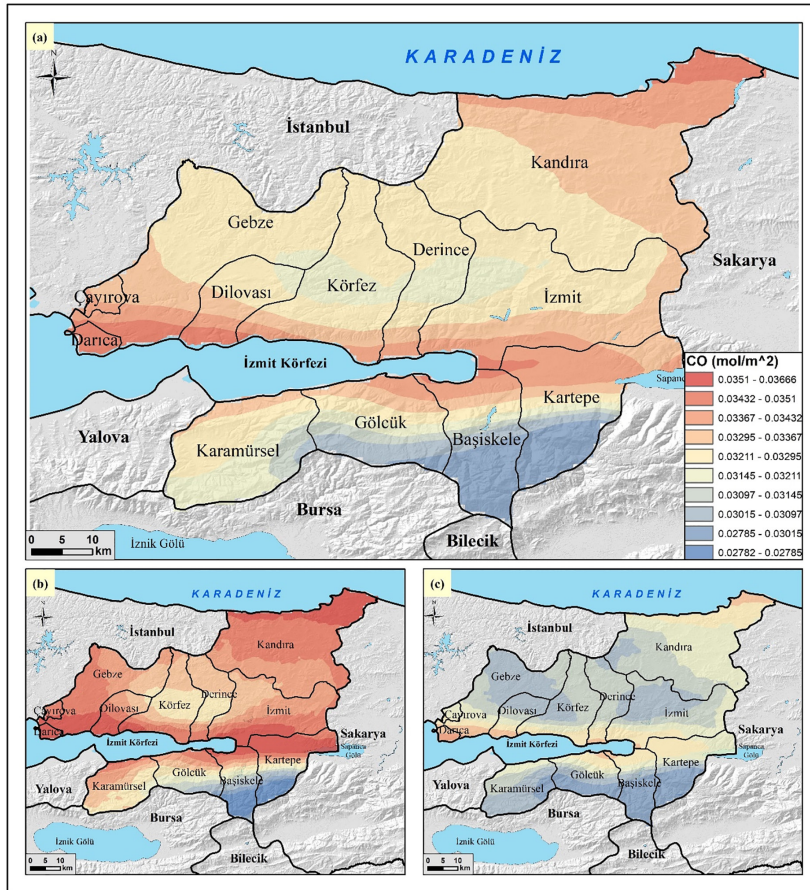 (a)
N
KARADENİZ
İstanbul
Kandıra
Gebze
Derince
Sakarya
Çayırova
Dilovası
Körfez
İzmit
Darıca
İzmit Körfezi
Sapanca
Yalova
Karamürsel
Gölcük
Başiskele
Kartepe
Bursa
Bilecik
İznik Gölü
0 5 10
km
CO (mol/m^2)
0.0351 - 0.03666
0.03432 - 0.0351
0.03367 - 0.03432
0.03295 - 0.03367
0.03211 - 0.03295
0.03145 - 0.03211
0.03097 - 0.03145
0.03015 - 0.03097
0.02785 - 0.03015
0.02782 - 0.02785
(b)
KARADENİZ
İstanbul
Kandıra
Gebze
Derince
Çayırova
Dilovası
Körfez
İzmit
Darıca
Sakarya
İzmit Körfezi
Sapanca
Gölü
Kartepe
Yalova
Gölcük
Başiskele
Karamürsel
Bursa
İznik Gölü
Bilecik
0 5 10
km
(c)
KARADENİZ
İstanbul
Kandıra
Gebze
Derince
Çayırova
Dilovası
Körfez
İzmit
Darıca
Sakarya
İzmit Körfezi
Sapanca
Gölü
Kartepe
Yalova
Gölcük
Başiskele
Karamürsel
Bursa
İznik Gölü
Bilecik
0 5 10
km